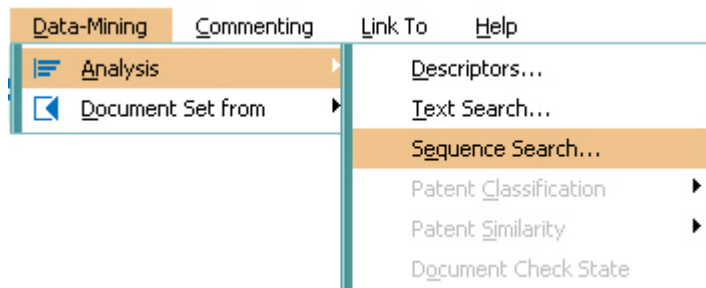 Data-Mining Commenting Link To Help
Analysis
Document Set from
Descriptors...
Text Search...
Sequence Search...
Patent Classification
Patent Similarity
Document Check State